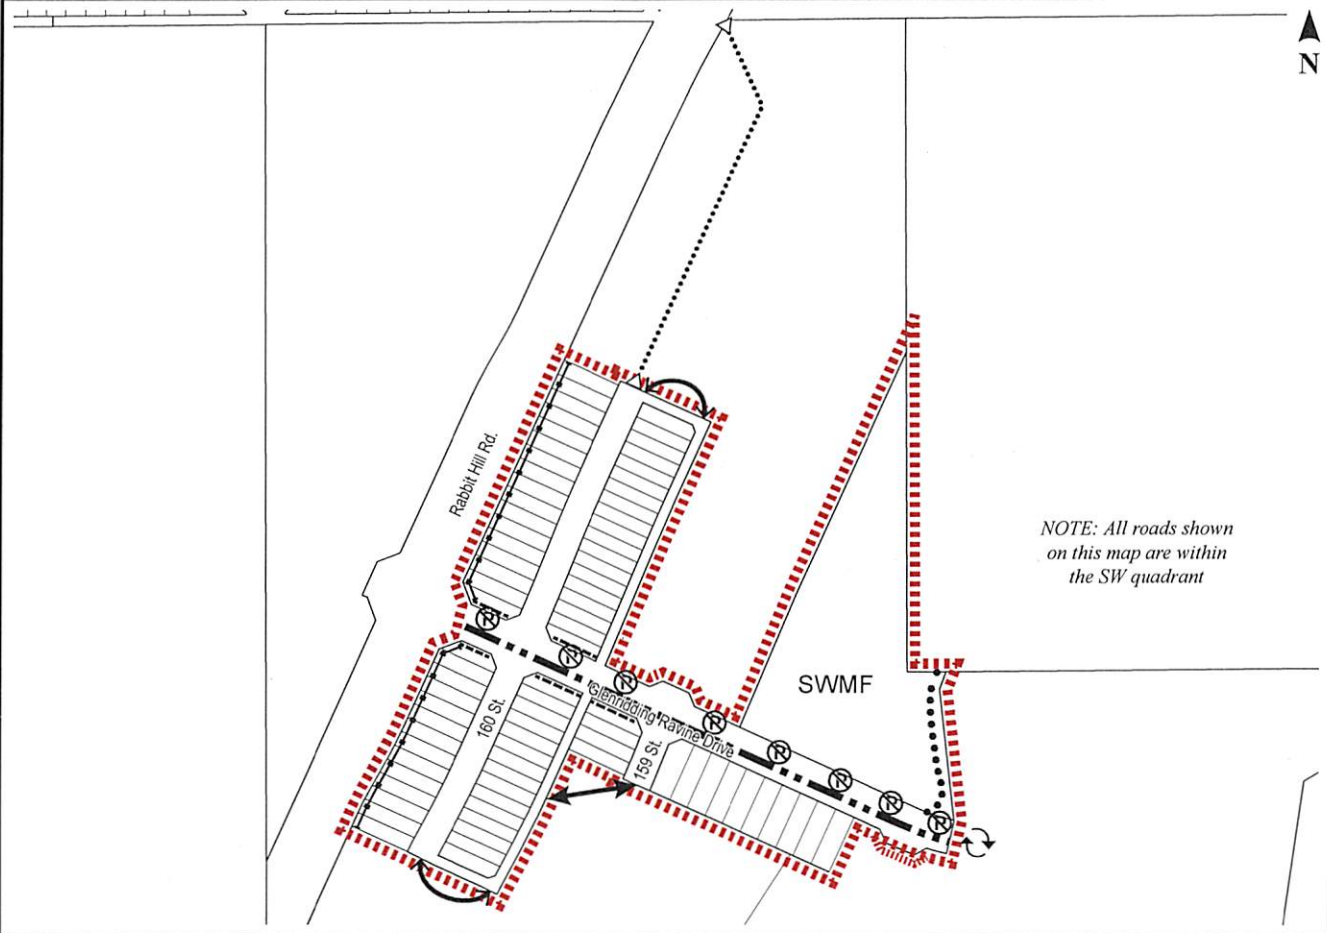 N
Rabbit Hill Rd.
NOTE: All roads shown
on this map are within
the SW quadrant
SWMF
Glenridding Ravine Drive
160 St.
159 St.